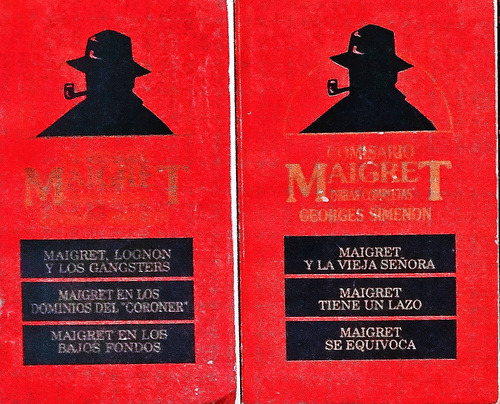 MAIGRET
MAIGRET, LOGNON
Y LOS GANGSTERS
MAIGRET EN LOS
DOMINIOS DEL "CORONER"
MAIGRET EN LOS
BAJOS FONDOS
COMISARIO
MAIGRET
"OBRAS COMPLETAS"
GEORGES SIMENON
MAIGRET
Y LA VIEJA SEÑORA
MAIGRET
TIENE UN LAZO
MAIGRET
SE EQUIVOCA